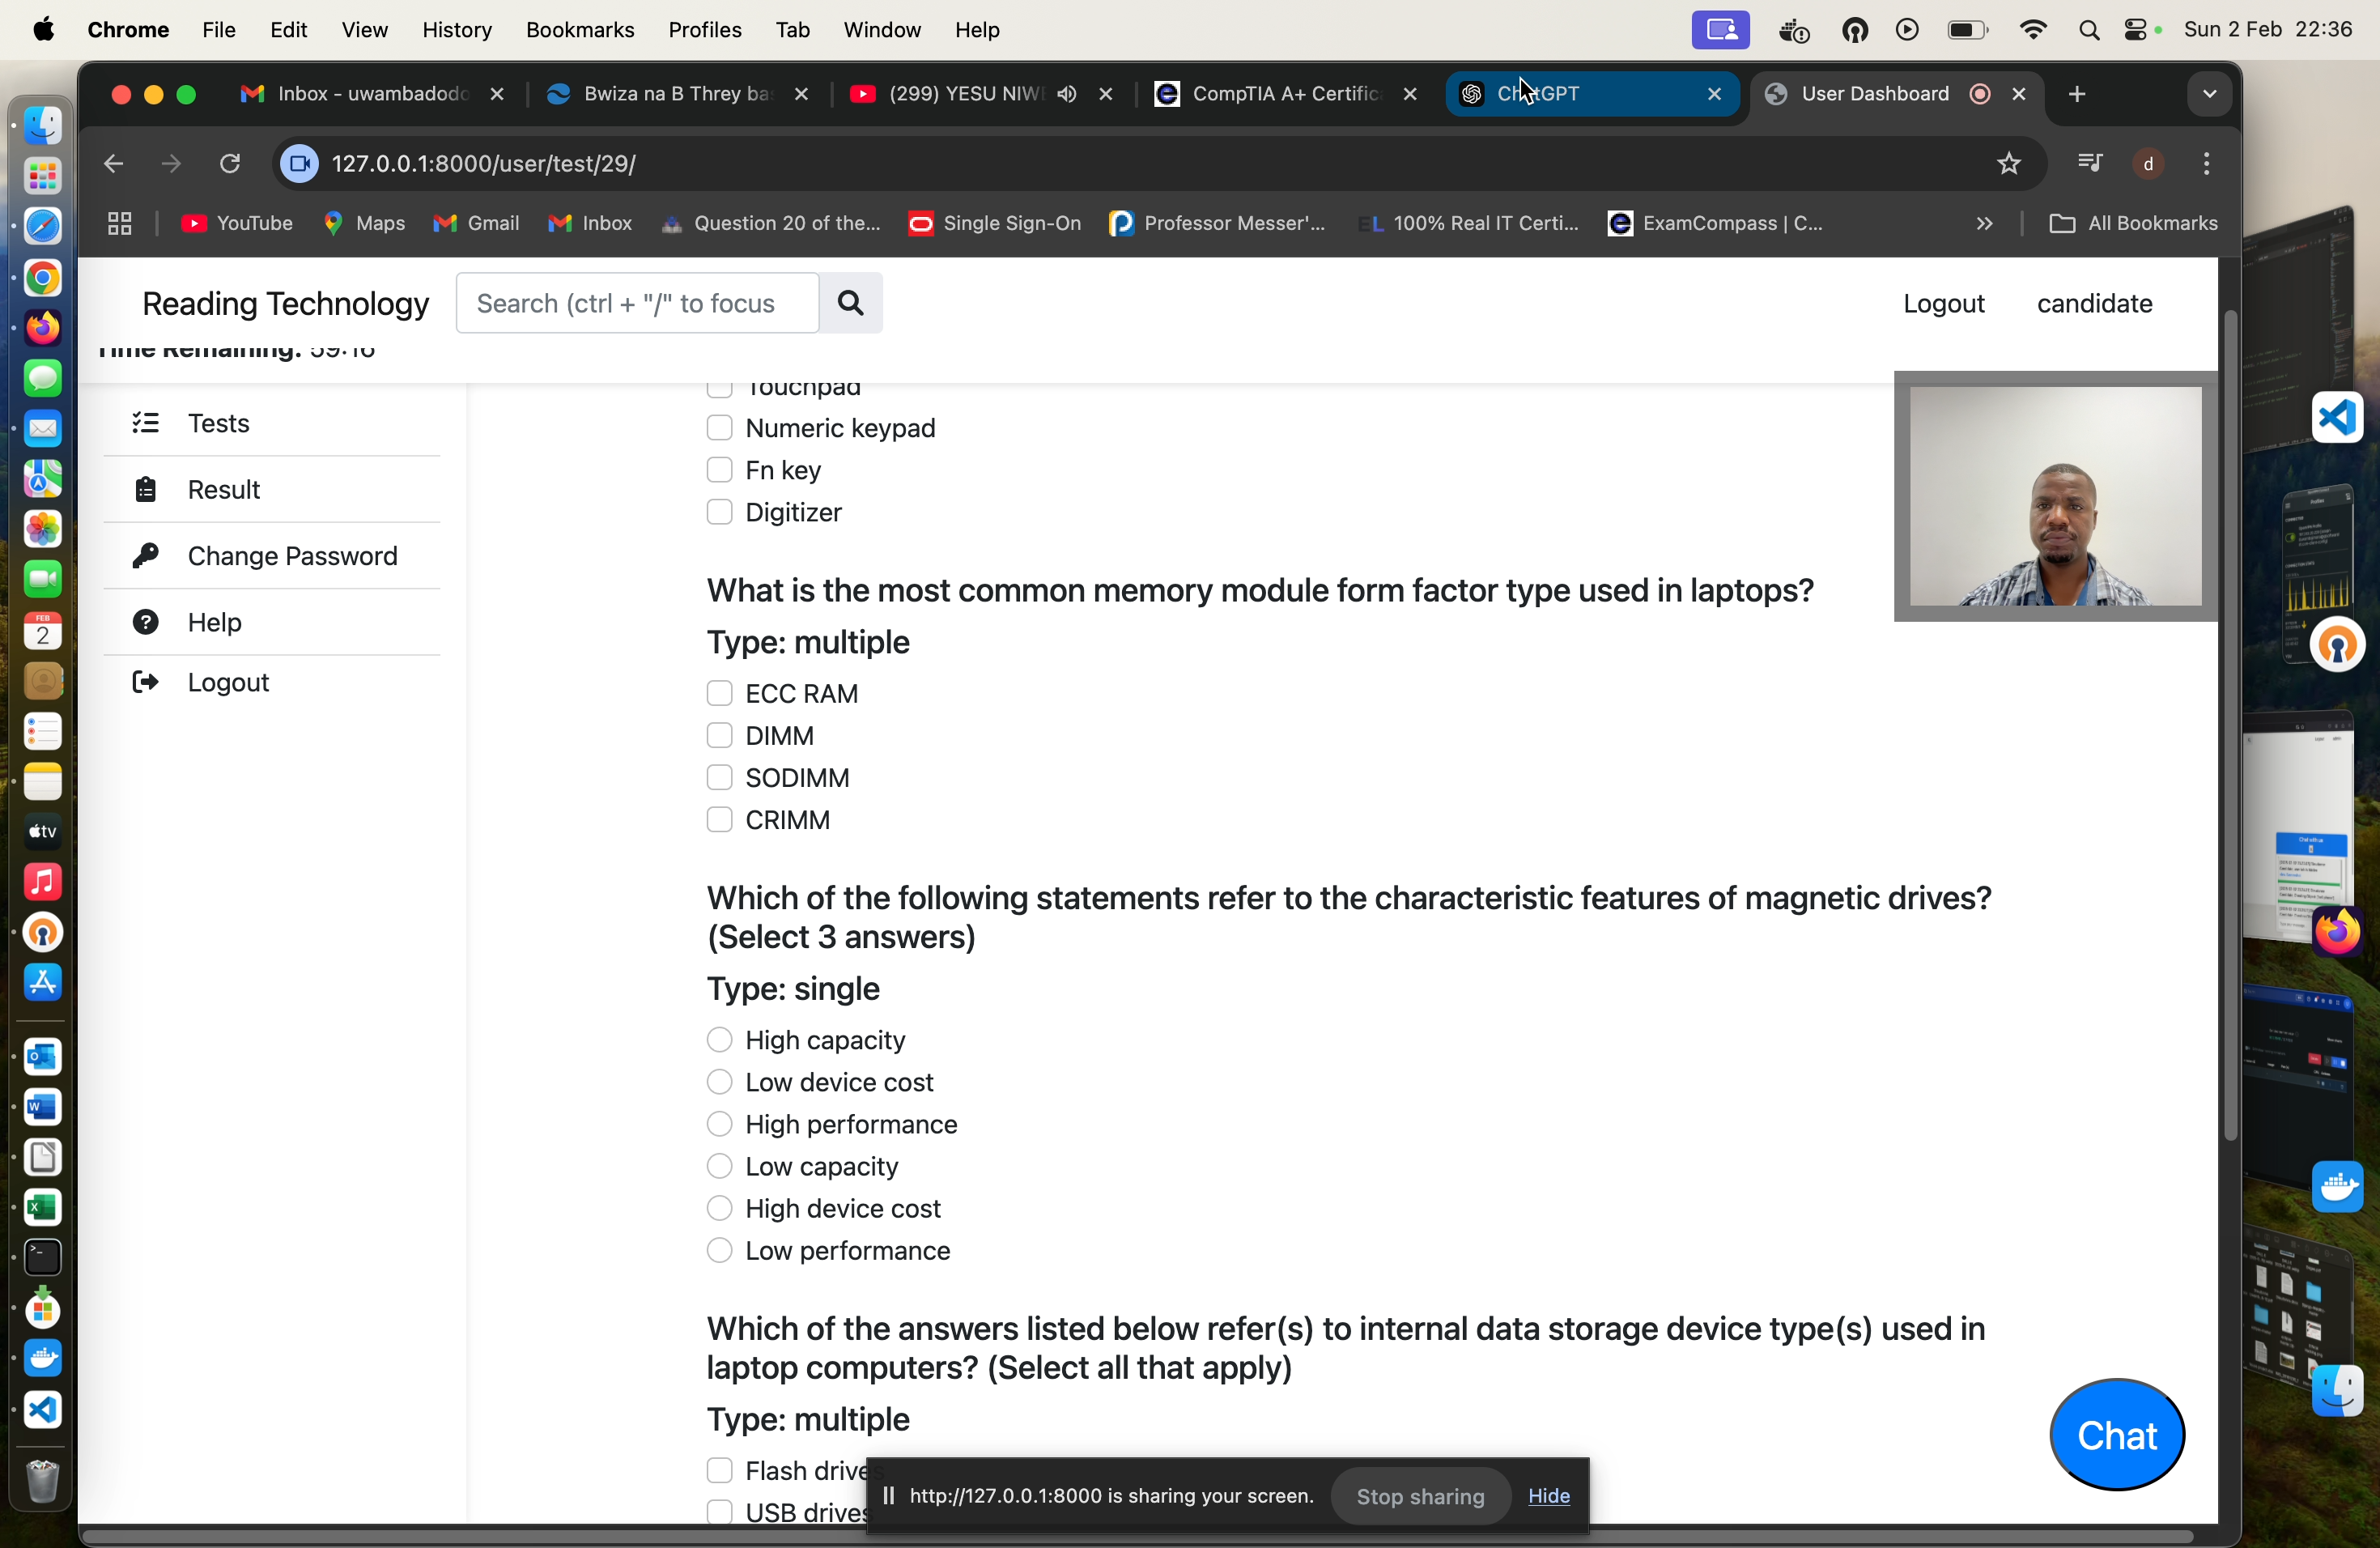 Chrome File Edit View History Bookmarks Profiles Tab Window Help Sun 2 Feb 22:36
Inbox - uwambadodo Bwiza na B Threy ba (299) YESU NIW CompTIA A+ Certific ChatGPT User Dashboard
127.0.0.1:8000/user/test/29/ d
YouTube Maps Gmail Inbox Question 20 of the... Single Sign-On Professor Messer'... EL 100% Real IT Certi... ExamCompass | C... All Bookmarks
Reading Technology Search (ctrl + "/" to focus Logout candidate
Time Remaining: 59:16
Tests
Result
Change Password
Help
Logout
Touchpad
Numeric keypad
Fn key
Digitizer
What is the most common memory module form factor type used in laptops?
Type: multiple
ECC RAM
DIMM
SODIMM
CRIMM
Which of the following statements refer to the characteristic features of magnetic drives?
(Select 3 answers)
Type: single
High capacity
Low device cost
High performance
Low capacity
High device cost
Low performance
Which of the answers listed below refer(s) to internal data storage device type(s) used in
laptop computers? (Select all that apply)
Type: multiple
Flash drives
USB drives
http://127.0.0.1:8000 is sharing your screen. Stop sharing Hide
Chat
FEB
2
tv